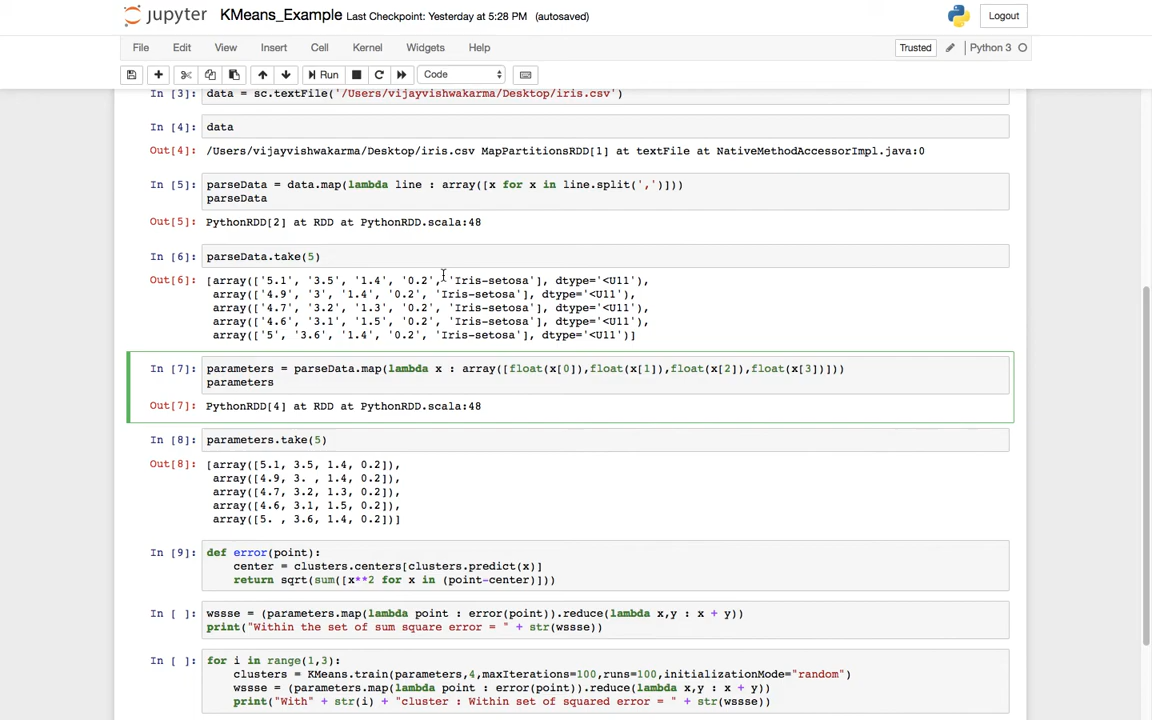 jupyter KMeans_Example Last Checkpoint: Yesterday at 5:28 PM (autosaved) Logout
File Edit View Insert Cell Kernel Widgets Help Trusted Python 3
Run Code
In [3]: data = sc.textFile('/Users/vijayvishwakarma/Desktop/iris.csv')
In [4]: data
Out[4]: /Users/vijayvishwakarma/Desktop/iris.csv MapPartitionsRDD[1] at textFile at NativeMethodAccessorImpl.java:0
In [5]: parseData = data.map(lambda line : array([x for x in line.split(',')]))
parseData
Out[5]: PythonRDD[2] at RDD at PythonRDD.scala:48
In [6]: parseData.take(5)
Out[6]: [array(['5.1', '3.5', '1.4', '0.2', 'Iris-setosa'], dtype='<U11'),
array(['4.9', '3', '1.4', '0.2', 'Iris-setosa'], dtype='<U11'),
array(['4.7', '3.2', '1.3', '0.2', 'Iris-setosa'], dtype='<U11'),
array(['4.6', '3.1', '1.5', '0.2', 'Iris-setosa'], dtype='<U11'),
array(['5', '3.6', '1.4', '0.2', 'Iris-setosa'], dtype='<U11')]
In [7]: parameters = parseData.map(lambda x : array([float(x[0]),float(x[1]),float(x[2]),float(x[3])]))
parameters
Out[7]: PythonRDD[4] at RDD at PythonRDD.scala:48
In [8]: parameters.take(5)
Out[8]: [array([5.1, 3.5, 1.4, 0.2]),
array([4.9, 3. , 1.4, 0.2]),
array([4.7, 3.2, 1.3, 0.2]),
array([4.6, 3.1, 1.5, 0.2]),
array([5. , 3.6, 1.4, 0.2])]
In [9]: def error(point):
center = clusters.centers[clusters.predict(x)]
return sqrt(sum([x**2 for x in (point-center)]))
In [ ]: wssse = (parameters.map(lambda point : error(point)).reduce(lambda x,y : x + y))
print("Within the set of sum square error = " + str(wssse))
In [ ]: for i in range(1,3):
clusters = KMeans.train(parameters,4,maxIterations=100,runs=100,initializationMode="random")
wssse = (parameters.map(lambda point : error(point)).reduce(lambda x,y : x + y))
print("With" + str(i) + "cluster : Within set of squared error = " + str(wssse))